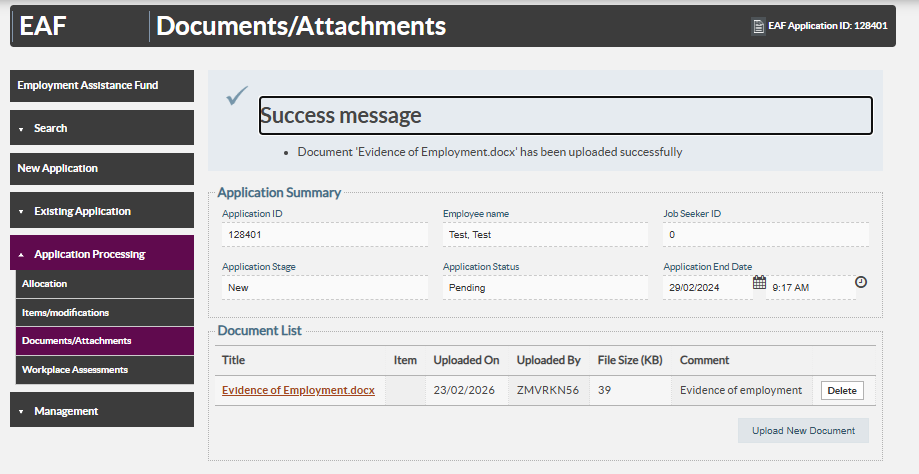 EAF Documents/Attachments EAF Application ID: 128401
Employment Assistance Fund
Search
New Application
Existing Application
Application Processing
Allocation
Items/modifications
Documents/Attachments
Workplace Assessments
Management
Success message
Document 'Evidence of Employment.docx' has been uploaded successfully
Application Summary
Application ID Employee name Job Seeker ID
128401 Test, Test 0
Application Stage Application Status Application End Date
New Pending 29/02/2024 9:17 AM
Document List
Title Item Uploaded On Uploaded By File Size (KB) Comment
Evidence of Employment.docx 23/02/2026 ZMVRKN56 39 Evidence of employment Delete
Upload New Document